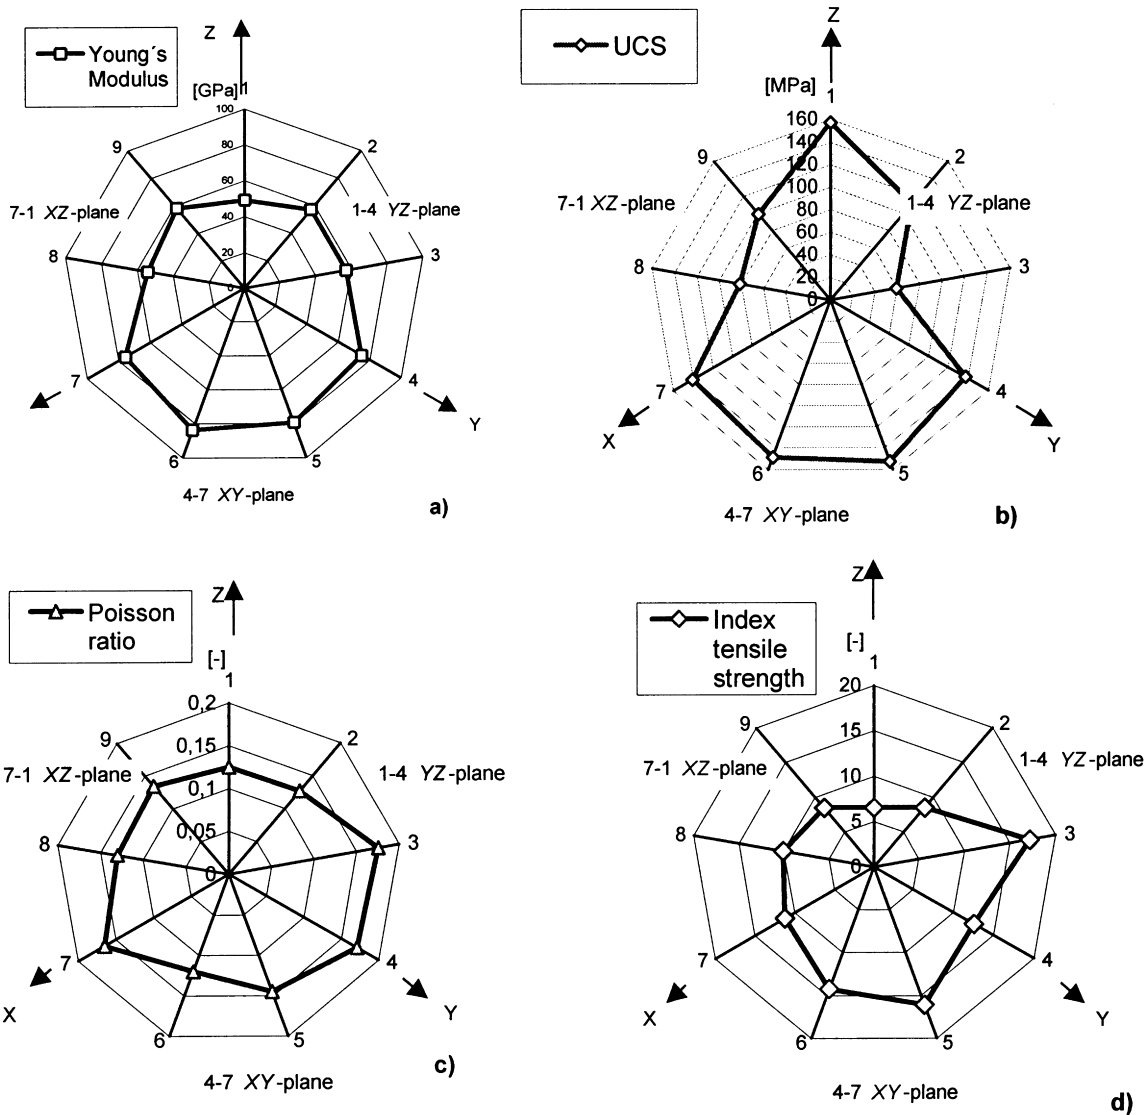 Young´s
Modulus
Z
[GPa]
1
100
80
60
40
20
0
2
3
4
5
6
7
8
9
7-1 XZ-plane
1-4 YZ-plane
Y
4-7 XY-plane
a)
UCS
Z
[MPa]
1
160
140
120
100
80
60
40
20
0
2
3
4
5
6
7
8
9
7-1 XZ-plane
1-4 YZ-plane
X
Y
4-7 XY-plane
b)
Poisson
ratio
Z
[-]
1
0,2
0,15
0,1
0,05
0
2
3
4
5
6
7
8
9
7-1 XZ-plane
1-4 YZ-plane
X
Y
4-7 XY-plane
c)
Index
tensile
strength
Z
[-]
1
20
15
10
5
0
2
3
4
5
6
7
8
9
7-1 XZ-plane
1-4 YZ-plane
X
Y
4-7 XY-plane
d)